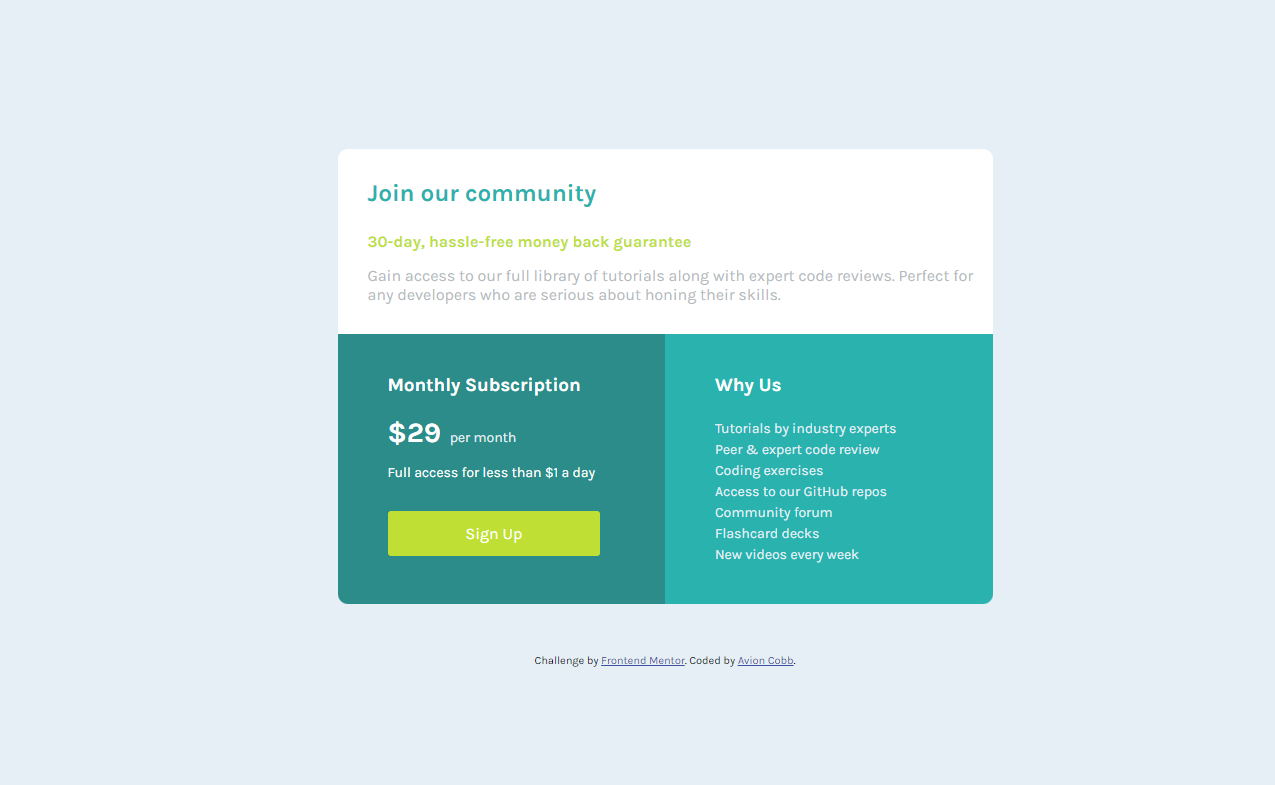 Join our community
30-day, hassle-free money back guarantee
Gain access to our full library of tutorials along with expert code reviews. Perfect for
any developers who are serious about honing their skills.
Monthly Subscription
$29 per month
Full access for less than $1 a day
Sign Up
Why Us
Tutorials by industry experts
Peer & expert code review
Coding exercises
Access to our GitHub repos
Community forum
Flashcard decks
New videos every week
Challenge by Frontend Mentor. Coded by Avion Cobb.